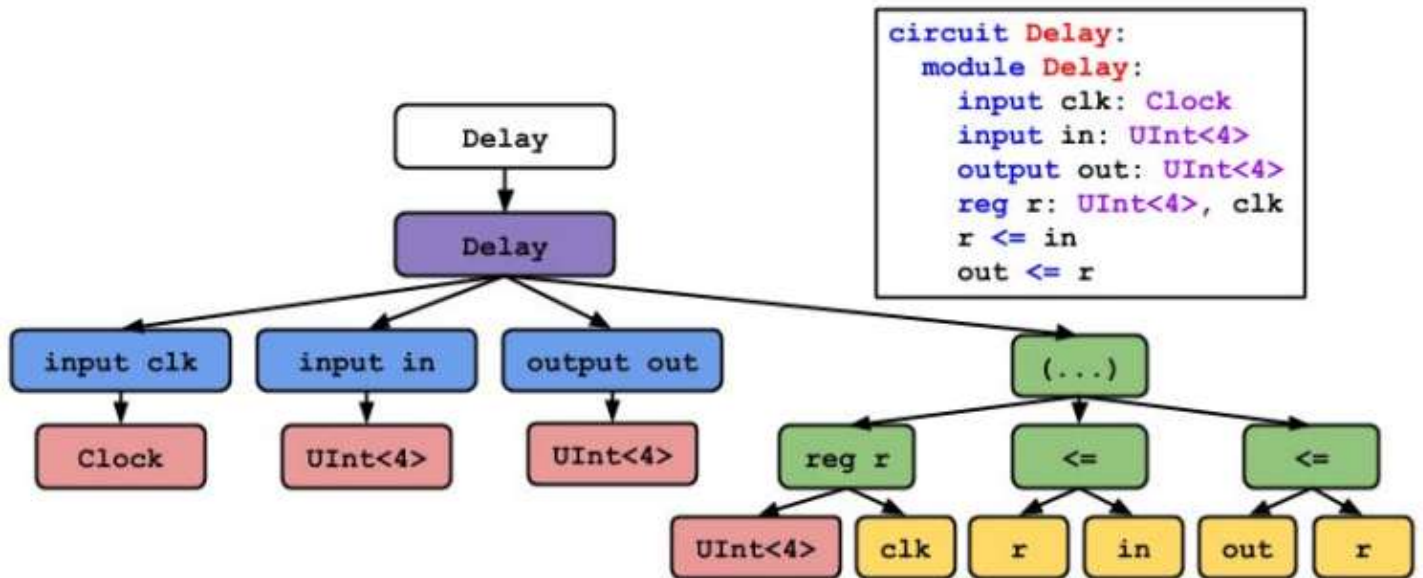 circuit Delay:
module Delay:
input clk: Clock
input in: UInt<4>
output out: UInt<4>
reg r: UInt<4>, clk
r <= in
out <= r
Delay
Delay
input clk
input in
output out
(...)
Clock
UInt<4>
UInt<4>
reg r
<=
<=
UInt<4>
clk
r
in
out
r